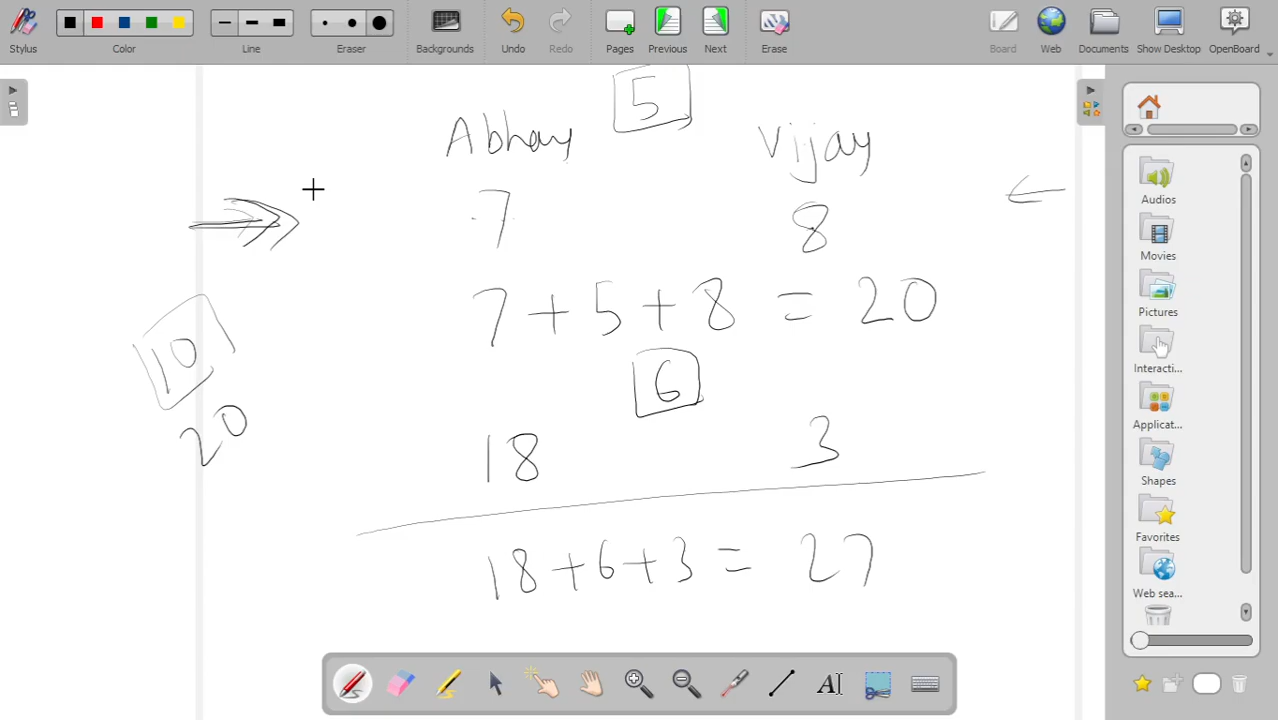 Stylus Color Line Eraser Backgrounds Undo Redo Pages Previous Next Erase Board Web Documents Show Desktop OpenBoard
5
Abhay Vijay
7 8
7 + 5 + 8 = 20
10
6
20
18 3
18 + 6 + 3 = 27
Audios
Movies
Pictures
Interacti...
Applicat...
Shapes
Favorites
Web sea...